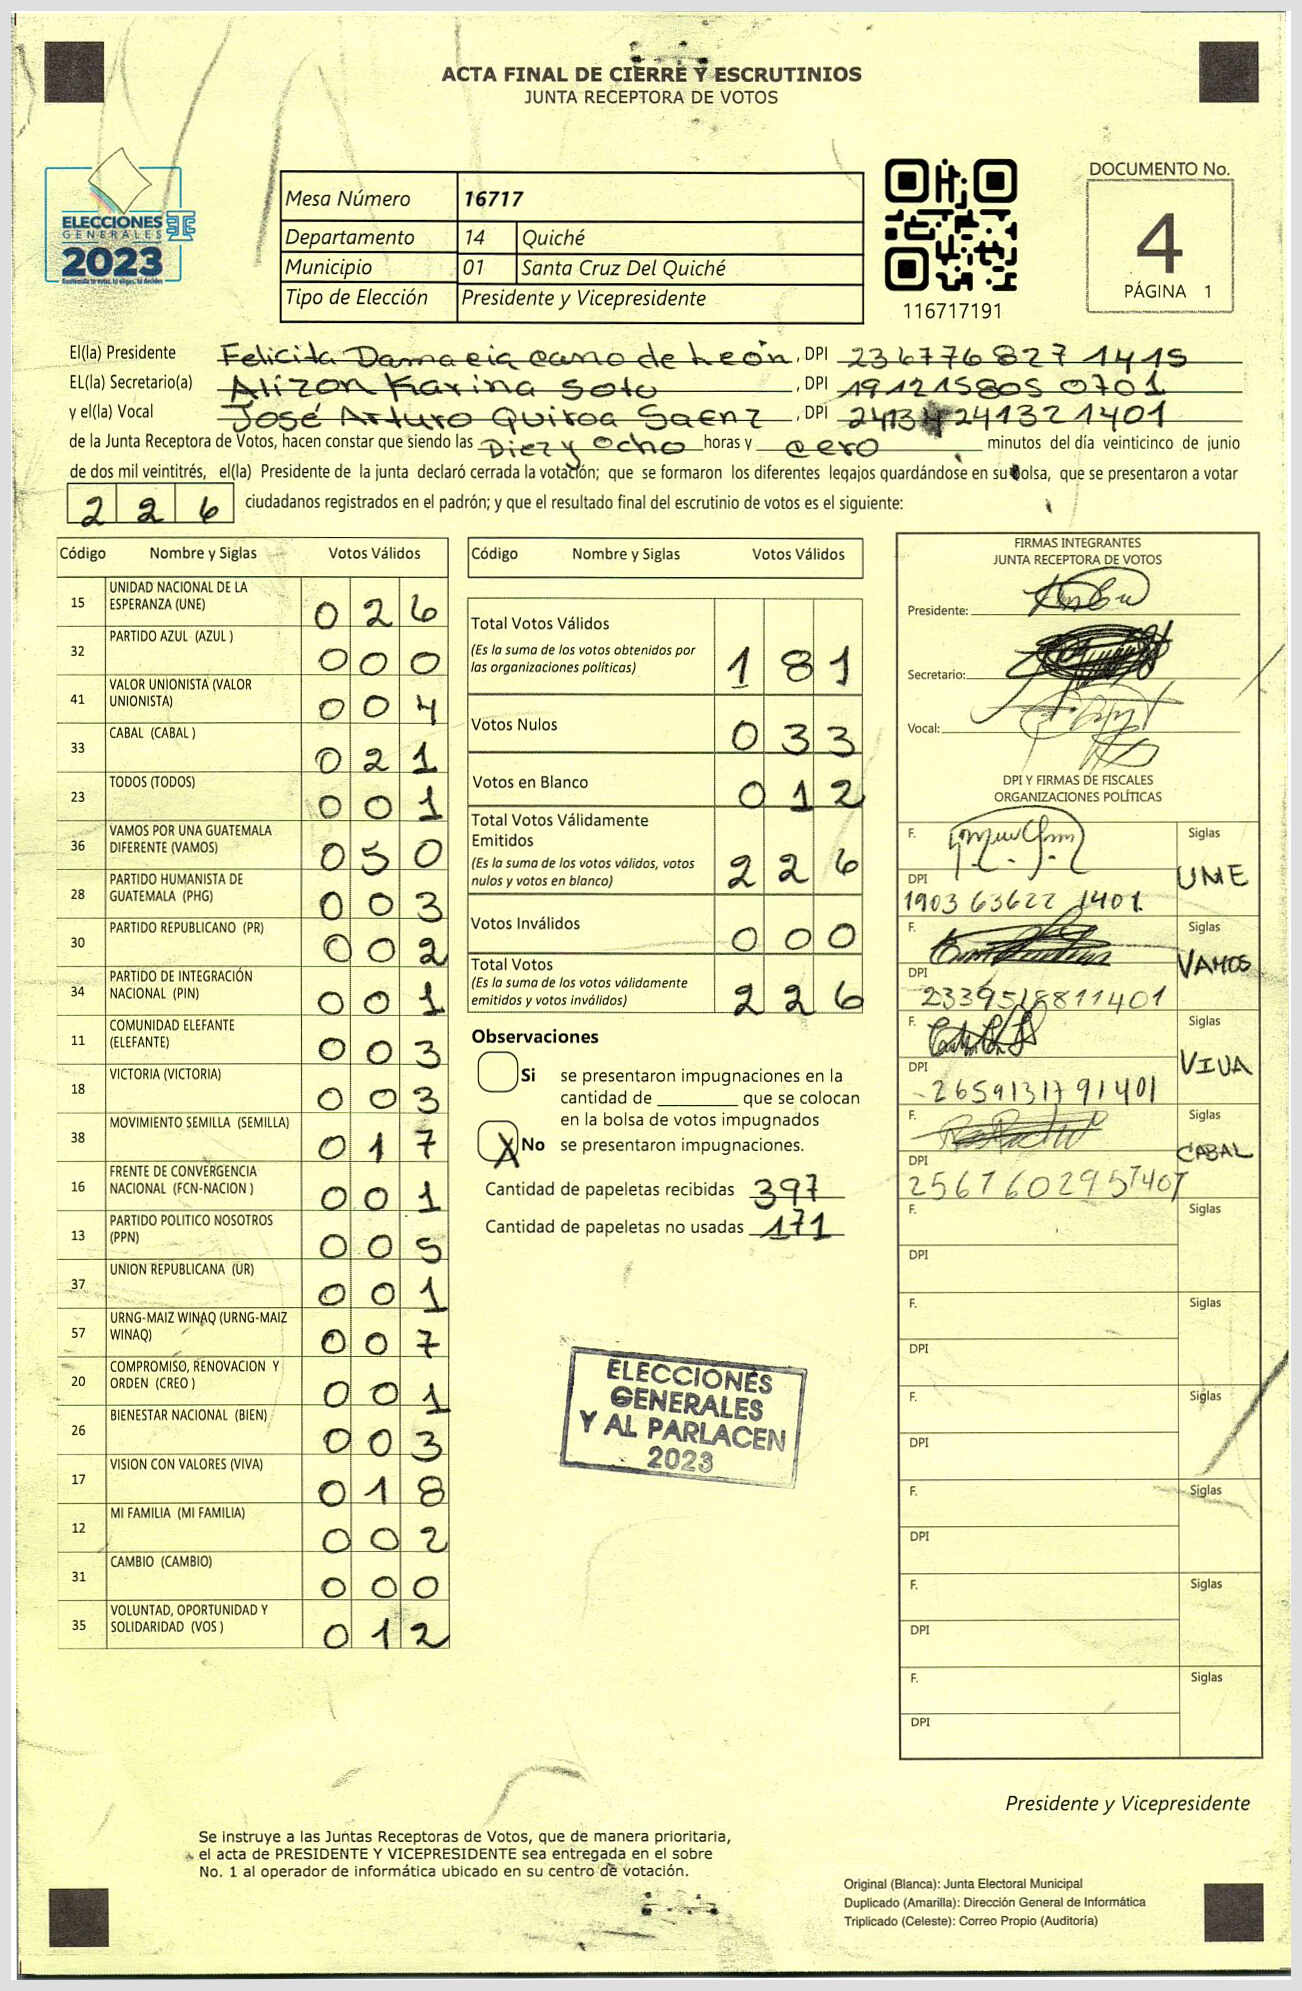 ACTA FINAL DE CIERRE Y ESCRUTINIOS
JUNTA RECEPTORA DE VOTOS
ELECCIONES
GENERALES
2023
Mesa Número 16717
Departamento 14 Quiché
Municipio 01 Santa Cruz Del Quiché
Tipo de Elección Presidente y Vicepresidente
116717191
DOCUMENTO No.
4
PÁGINA 1
El(la) Presidente Felicita Damacia cano de León, DPI 236776827 1415
EL(la) Secretario(a) Alizon Karina Soto, DPI 191215805 0701
y el(la) Vocal José Arturo Quiroa Saenz, DPI 24134 241321401
de la Junta Receptora de Votos, hacen constar que siendo las Diez y Ocho horas y cero minutos del día veinticinco de junio
de dos mil veintitrés, el(la) Presidente de la junta declaró cerrada la votación; que se formaron los diferentes legajos quardándose en su bolsa, que se presentaron a votar
2 2 6 ciudadanos registrados en el padrón; y que el resultado final del escrutinio de votos es el siguiente:
Código Nombre y Siglas Votos Válidos
15 UNIDAD NACIONAL DE LA ESPERANZA (UNE) 0 2 6
32 PARTIDO AZUL (AZUL ) 0 0 0
41 VALOR UNIONISTA (VALOR UNIONISTA) 0 0 4
33 CABAL (CABAL ) 0 2 1
23 TODOS (TODOS) 0 0 1
36 VAMOS POR UNA GUATEMALA DIFERENTE (VAMOS) 0 5 0
28 PARTIDO HUMANISTA DE GUATEMALA (PHG) 0 0 3
30 PARTIDO REPUBLICANO (PR) 0 0 2
34 PARTIDO DE INTEGRACIÓN NACIONAL (PIN) 0 0 1
11 COMUNIDAD ELEFANTE (ELEFANTE) 0 0 3
18 VICTORIA (VICTORIA) 0 0 3
38 MOVIMIENTO SEMILLA (SEMILLA) 0 1 7
16 FRENTE DE CONVERGENCIA NACIONAL (FCN-NACION ) 0 0 1
13 PARTIDO POLITICO NOSOTROS (PPN) 0 0 5
37 UNION REPUBLICANA (UR) 0 0 1
57 URNG-MAIZ WINAQ (URNG-MAIZ WINAQ) 0 0 7
20 COMPROMISO, RENOVACION Y ORDEN (CREO ) 0 0 1
26 BIENESTAR NACIONAL (BIEN) 0 0 3
17 VISION CON VALORES (VIVA) 0 1 8
12 MI FAMILIA (MI FAMILIA) 0 0 2
31 CAMBIO (CAMBIO) 0 0 0
35 VOLUNTAD, OPORTUNIDAD Y SOLIDARIDAD (VOS ) 0 1 2
Código Nombre y Siglas Votos Válidos
Total Votos Válidos 1 8 1
(Es la suma de los votos obtenidos por
las organizaciones políticas)
Votos Nulos 0 3 3
Votos en Blanco 0 1 2
Total Votos Válidamente
Emitidos 2 2 6
(Es la suma de los votos válidos, votos
nulos y votos en blanco)
Votos Inválidos 0 0 0
Total Votos 2 2 6
(Es la suma de los votos válidamente
emitidos y votos inválidos)
Observaciones
Si se presentaron impugnaciones en la
cantidad de ________ que se colocan
en la bolsa de votos impugnados
X No se presentaron impugnaciones.
Cantidad de papeletas recibidas 397
Cantidad de papeletas no usadas 171
ELECCIONES
GENERALES
Y AL PARLACEN
2023
FIRMAS INTEGRANTES
JUNTA RECEPTORA DE VOTOS
Presidente:
Secretario:
Vocal:
DPI Y FIRMAS DE FISCALES
ORGANIZACIONES POLÍTICAS
F. Siglas UNE
DPI 1903 63622 1401
F. Siglas VAMOS
DPI 2339518811401
F. Siglas VIVA
DPI 2659131791401
F. Siglas CABAL
DPI 2567602951401
F. Siglas
DPI
F. Siglas
DPI
F. Siglas
DPI
F. Siglas
DPI
F. Siglas
DPI
F. Siglas
DPI
Presidente y Vicepresidente
Se instruye a las Juntas Receptoras de Votos, que de manera prioritaria,
el acta de PRESIDENTE Y VICEPRESIDENTE sea entregada en el sobre
No. 1 al operador de informática ubicado en su centro de votación.
Original (Blanca): Junta Electoral Municipal
Duplicado (Amarilla): Dirección General de Informática
Triplicado (Celeste): Correo Propio (Auditoría)